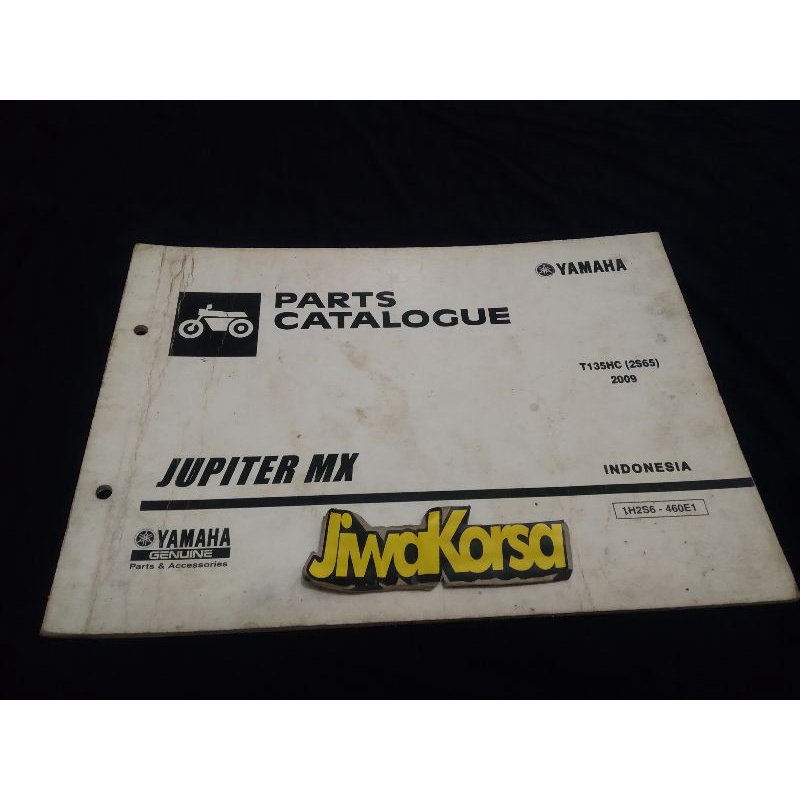 YAMAHA
PARTS
CATALOGUE
T135HC (2S65)
2009
JUPITER MX
INDONESIA
1H2S6 - 460E1
YAMAHA
GENUINE
Parts & Accessories
JiwaKorsa